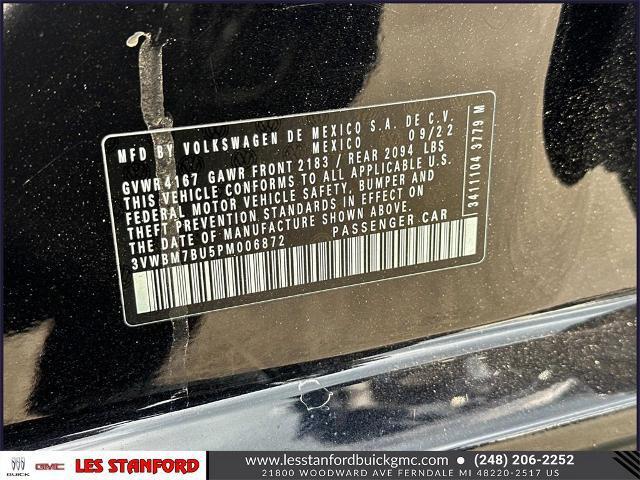 MFD BY VOLKSWAGEN DE MEXICO S.A. DE C.V.
MEXICO 09/22
GVWR 4167 GAWR FRONT 2183 / REAR 2094 LBS
THIS VEHICLE CONFORMS TO ALL APPLICABLE U.S.
FEDERAL MOTOR VEHICLE SAFETY, BUMPER AND
THEFT PREVENTION STANDARDS IN EFFECT ON
THE DATE OF MANUFACTURE SHOWN ABOVE.
3VWBM7BU5PM006872 PASSENGER CAR
3411104 3779 M
BUICK GMC LES STANFORD
www.lesstanfordbuickgmc.com (248) 206-2252
21800 WOODWARD AVE FERNDALE MI 48220-2517 US